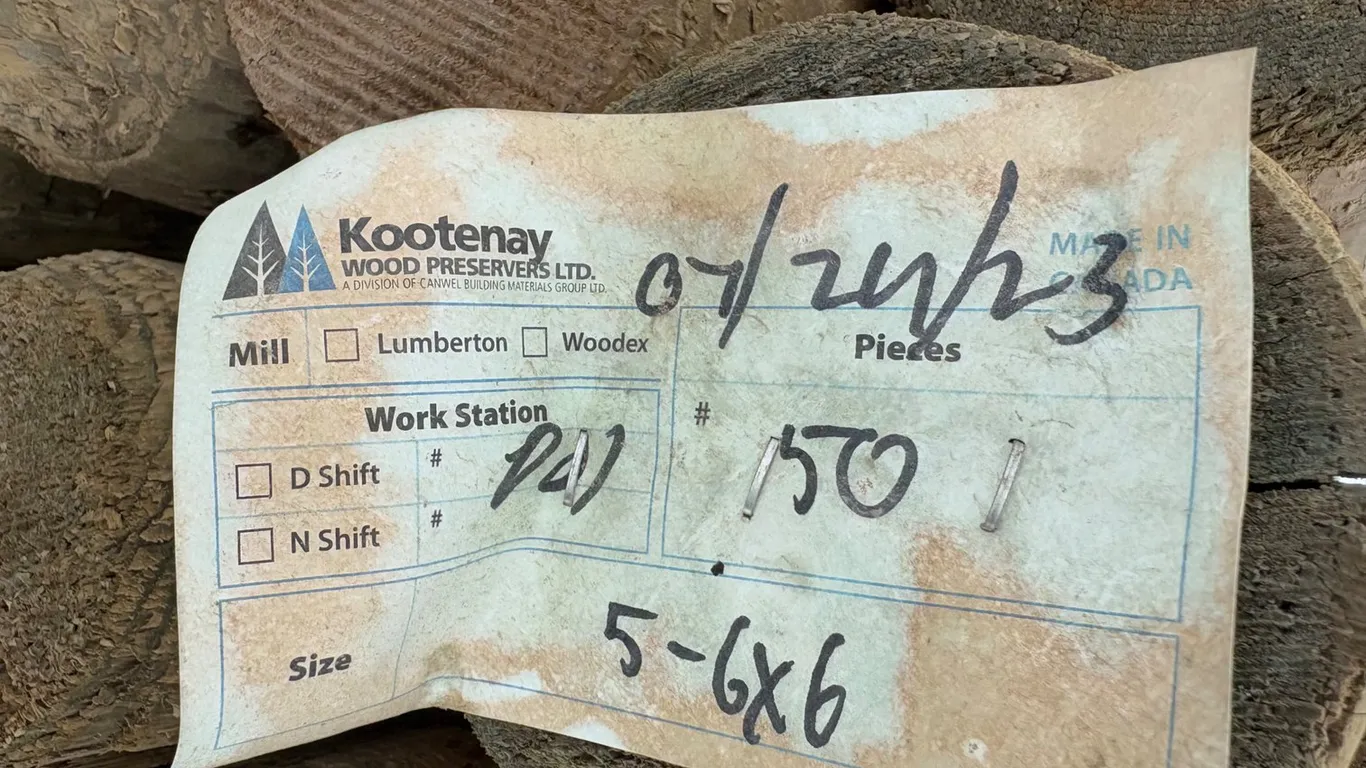 Kootenay
WOOD PRESERVERS LTD.
A DIVISION OF CANWEL BUILDING MATERIALS GROUP LTD.
MADE IN
CANADA
07/24/23
Mill Lumberton Woodex
Pieces
Work Station
# 50
D Shift #
N Shift #
Size 5-6x6